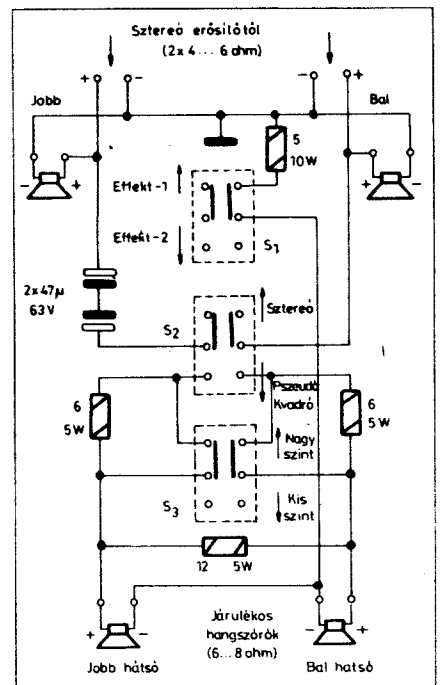 Sztereó erősítőtől
(2x 4... 6 ohm)
+ - - +
Jobb
Bal
5
10W
- +
+ -
Effekt-1
Effekt-2
S1
2x47µ
63V
S2
Sztereó
Pszeudo
Kvadró
6
5W
6
5W
Nagy
szint
S3
Kis
szint
12 5W
Járulékos
hangszórók
(6...8 ohm)
+ -
- +
Jobb hátsó
Bal hátsó